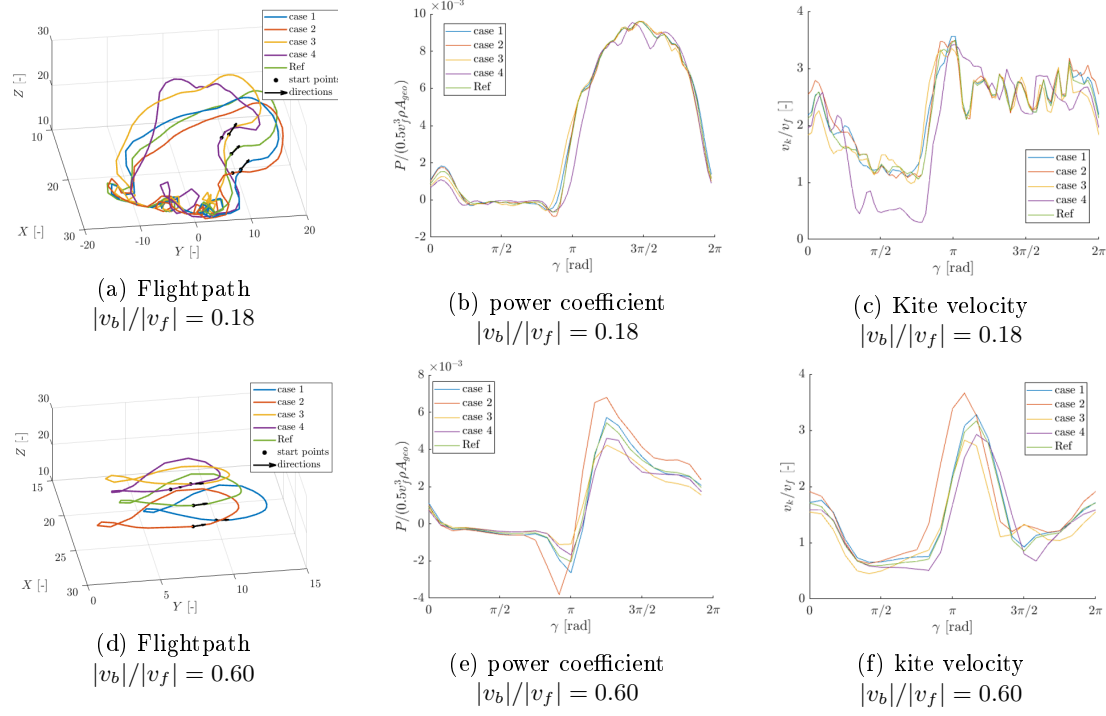 case 1
case 2
case 3
case 4
Ref
start points
directions
30
20
10
Z [-]
10
20
30
X [-]
-20
-10
0
10
20
Y [-]
(a) Flightpath
|v_b|/|v_f| = 0.18
10 ×10⁻³
8
6
4
2
0
-2
P/(0.5v_f^3ρA_geo)
case 1
case 2
case 3
case 4
Ref
0
π/2
π
3π/2
2π
γ [rad]
(b) power coefficient
|v_b|/|v_f| = 0.18
4
3
2
1
0
v_k/v_f [-]
case 1
case 2
case 3
case 4
Ref
0
π/2
π
3π/2
2π
γ [rad]
(c) Kite velocity
|v_b|/|v_f| = 0.18
case 1
case 2
case 3
case 4
Ref
start points
directions
30
20
10
Z [-]
15
20
25
30
X [-]
0
5
10
15
Y [-]
(d) Flightpath
|v_b|/|v_f| = 0.60
8 ×10⁻³
6
4
2
0
-2
-4
P/(0.5v_f^3ρA_geo)
case 1
case 2
case 3
case 4
Ref
0
π/2
π
3π/2
2π
γ [rad]
(e) power coefficient
|v_b|/|v_f| = 0.60
4
3
2
1
0
v_k/v_f [-]
case 1
case 2
case 3
case 4
Ref
0
π/2
π
3π/2
2π
γ [rad]
(f) kite velocity
|v_b|/|v_f| = 0.60